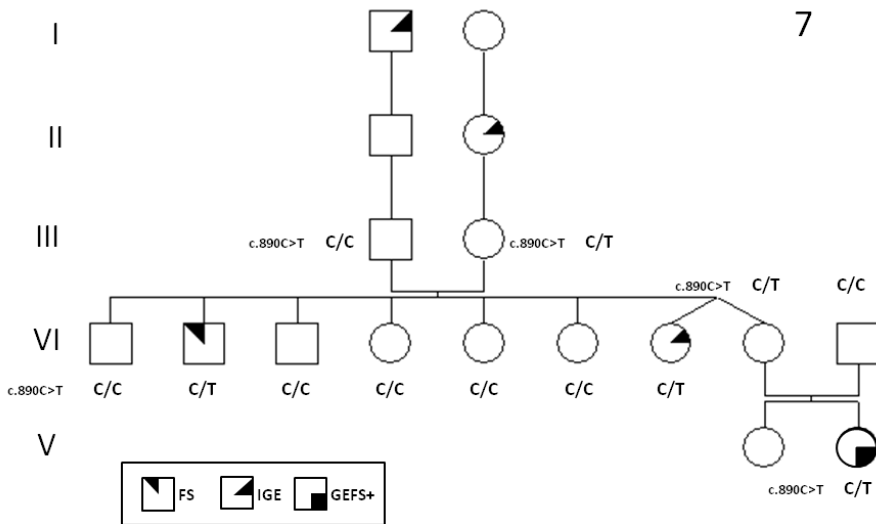 I
7
II
III
c.890C>T C/C
c.890C>T C/T
c.890C>T C/T C/C
VI
c.890C>T C/C C/T C/C C/C C/C C/C C/T
V
c.890C>T C/T
FS IGE GEFS+